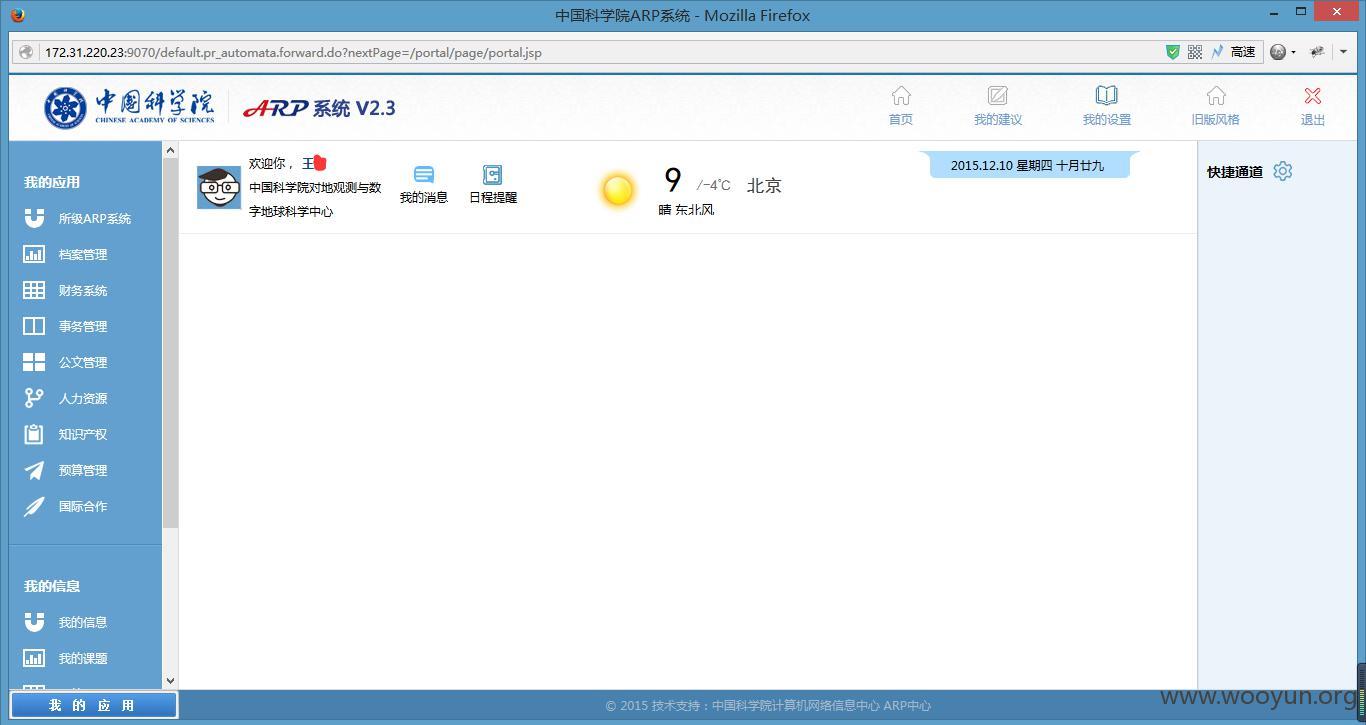 中国科学院ARP系统 - Mozilla Firefox
172.31.220.23:9070/default.pr_automata.forward.do?nextPage=/portal/page/portal.jsp
高速
中国科学院
CHINESE ACADEMY OF SCIENCES
ARP 系统 V2.3
首页
我的建议
我的设置
旧版风格
退出
我的应用
所级ARP系统
档案管理
财务系统
事务管理
公文管理
人力资源
知识产权
预算管理
国际合作
我的信息
我的信息
我的课题
我 的 应 用
欢迎你， 王
中国科学院对地观测与数
字地球科学中心
我的消息
日程提醒
9 /-4℃ 北京
晴 东北风
2015.12.10 星期四 十月廿九
快捷通道
© 2015 技术支持：中国科学院计算机网络信息中心 ARP中心
www.wooyun.org